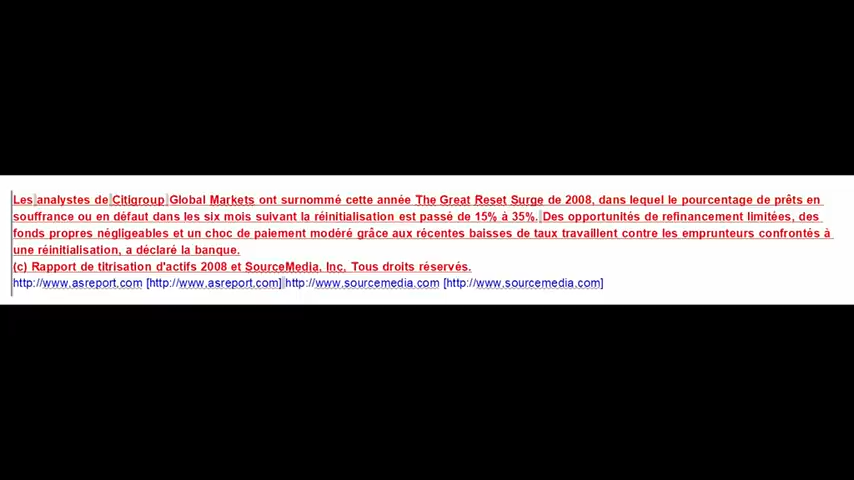 Les analystes de Citigroup Global Markets ont surnommé cette année The Great Reset Surge de 2008, dans lequel le pourcentage de prêts en
souffrance ou en défaut dans les six mois suivant la réinitialisation est passé de 15% à 35%. Des opportunités de refinancement limitées, des
fonds propres négligeables et un choc de paiement modéré grâce aux récentes baisses de taux travaillent contre les emprunteurs confrontés à
une réinitialisation, a déclaré la banque.
(c) Rapport de titrisation d'actifs 2008 et SourceMedia, Inc. Tous droits réservés.
http://www.asreport.com [http://www.asreport.com] http://www.sourcemedia.com [http://www.sourcemedia.com]